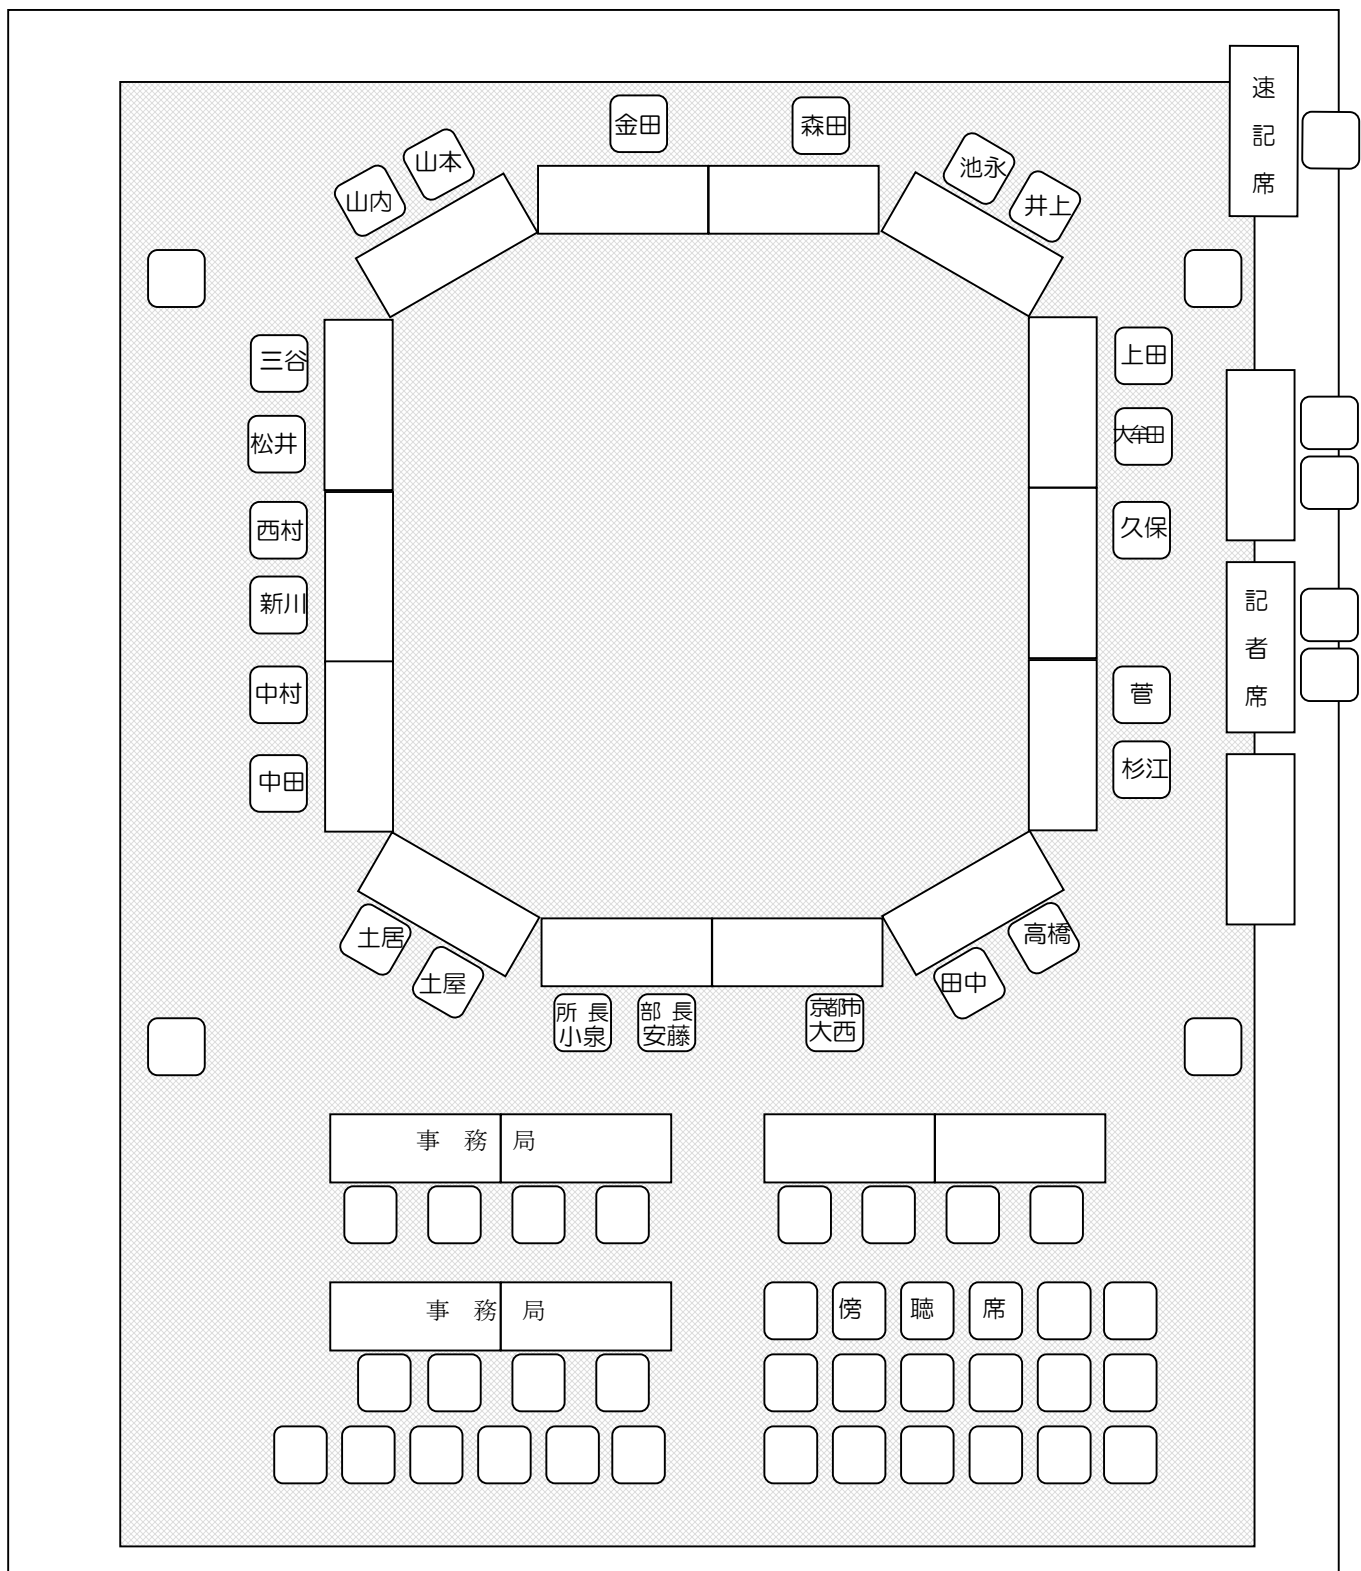 速記席
金田
森田
山本
池永
山内
井上
三谷
上田
松井
大牟田
西村
久保
新川
記者席
中村
菅
中田
杉江
土居
高橋
土屋
田中
所長
小泉
部長
安藤
京都市
大西
事務局
事務局
傍聴席